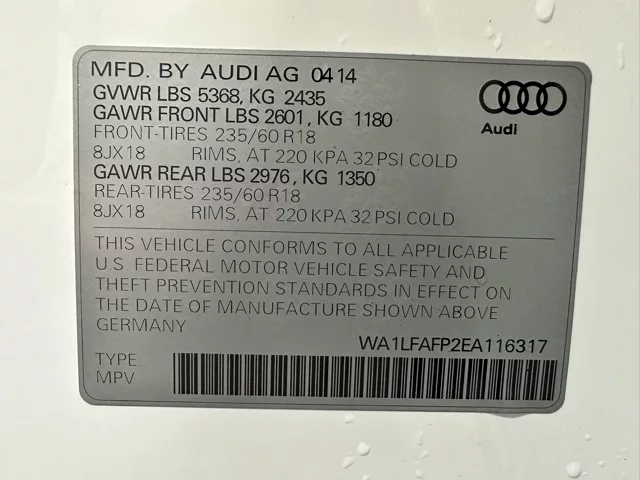 MFD. BY AUDI AG 0414
GVWR LBS 5368, KG 2435
GAWR FRONT LBS 2601, KG 1180
FRONT-TIRES 235/60 R18
8JX18 RIMS, AT 220 KPA 32 PSI COLD
GAWR REAR LBS 2976, KG 1350
REAR-TIRES 235/60 R18
8JX18 RIMS, AT 220 KPA 32 PSI COLD
Audi
THIS VEHICLE CONFORMS TO ALL APPLICABLE
U.S. FEDERAL MOTOR VEHICLE SAFETY AND
THEFT PREVENTION STANDARDS IN EFFECT ON
THE DATE OF MANUFACTURE SHOWN ABOVE
GERMANY
WA1LFAFP2EA116317
TYPE
MPV